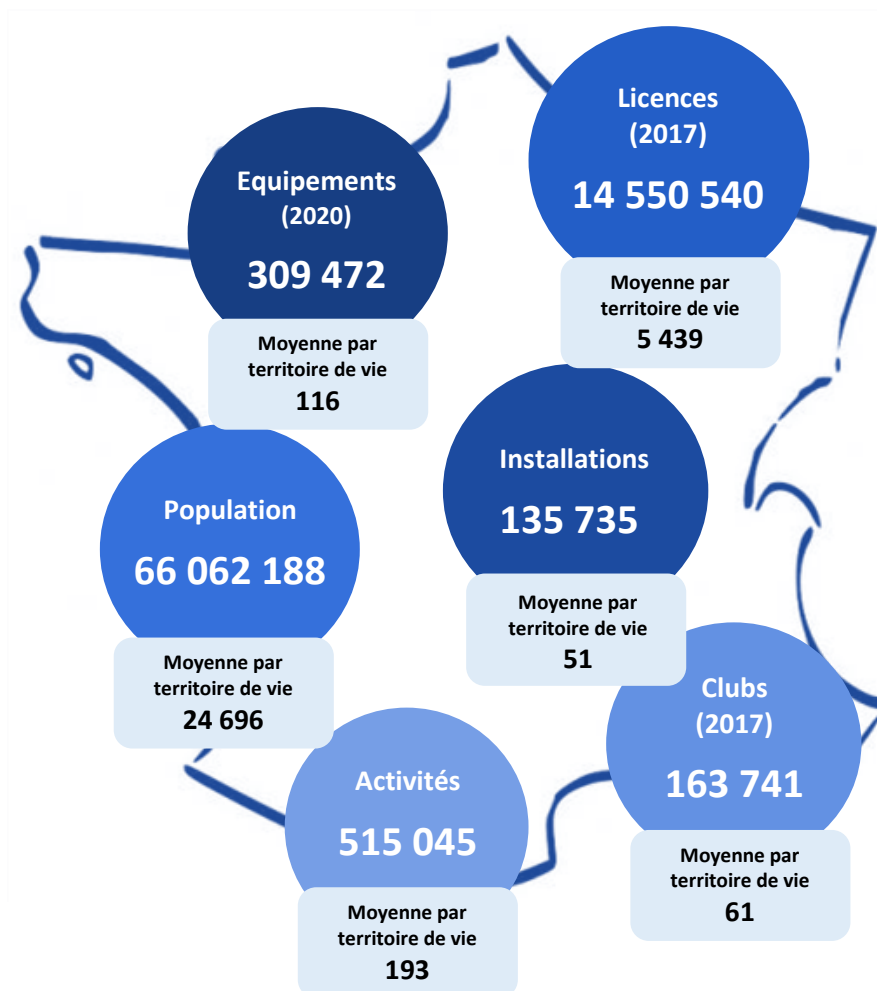 Licences
(2017)
14 550 540
Moyenne par
territoire de vie
5 439
Equipements
(2020)
309 472
Moyenne par
territoire de vie
116
Installations
135 735
Moyenne par
territoire de vie
51
Population
66 062 188
Moyenne par
territoire de vie
24 696
Clubs
(2017)
163 741
Moyenne par
territoire de vie
61
Activités
515 045
Moyenne par
territoire de vie
193